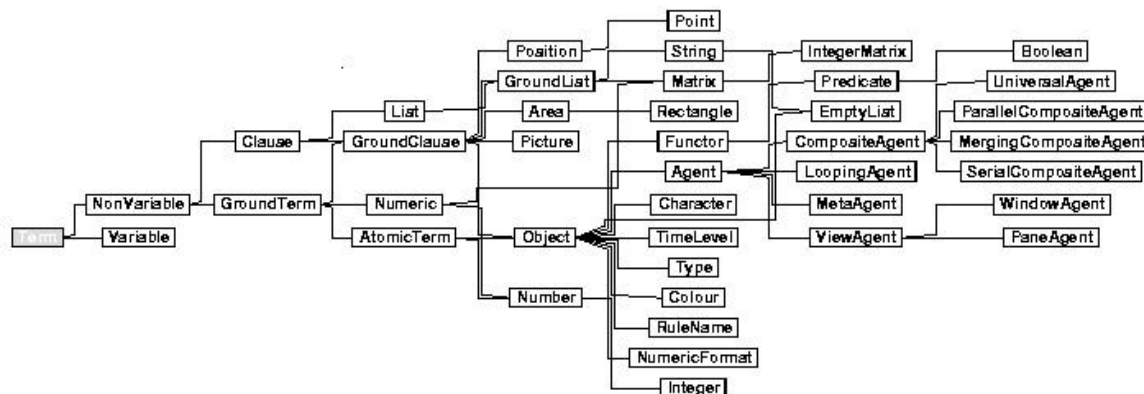 Point
Position String IntegerMatrix Boolean
GroundList Matrix Predicate UniversalAgent
List Area Rectangle EmptyList ParallelCompositeAgent
Clause GroundClause Picture Functor CompositeAgent MergingCompositeAgent
Agent LoopingAgent SerialCompositeAgent
NonVariable GroundTerm Numeric Character MetaAgent WindowAgent
Term Variable AtomicTerm Object TimeLevel ViewAgent PaneAgent
Type
Number Colour
RuleName
NumericFormat
Integer